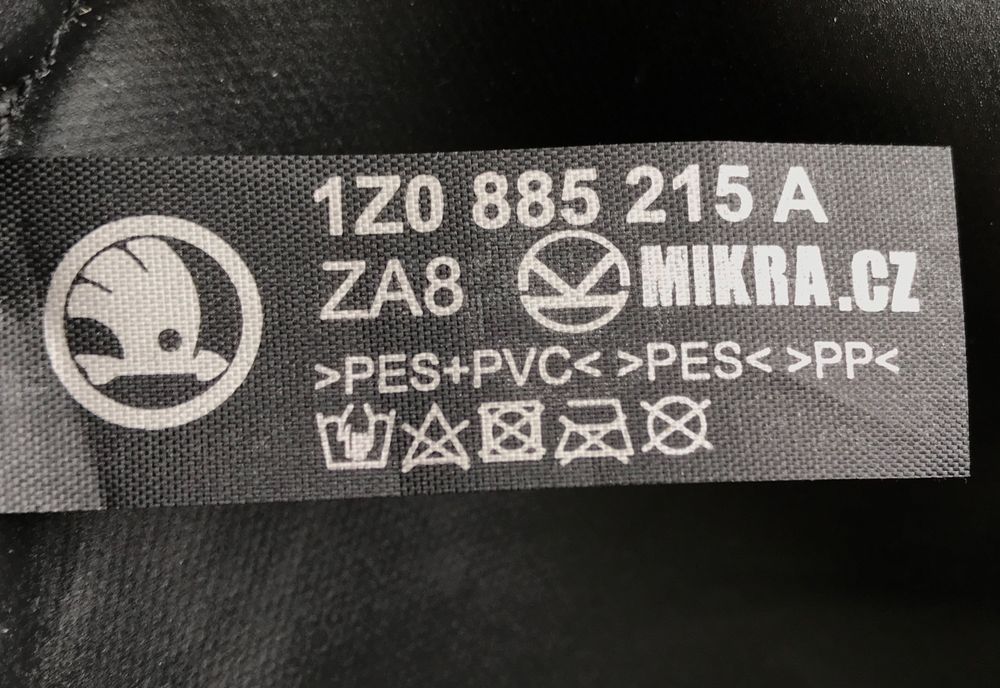 1Z0 885 215 A
ZA8 K MIKRA.CZ
>PES+PVC< >PES< >PP<